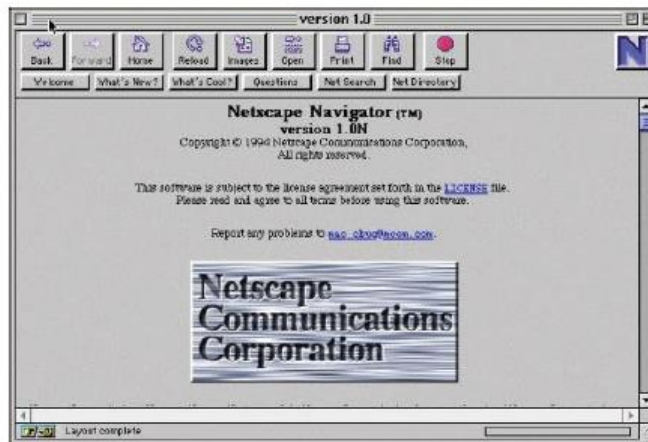 version 1.0
Back Forward Home Reload Images Open Print Find Stop
Welcome What's New? What's Cool? Questions Net Search Net Directory
N
Netscape Navigator (TM)
version 1.0N
Copyright © 1994 Netscape Communications Corporation,
All rights reserved.
This software is subject to the license agreement set forth in the LICENSE file.
Please read and agree to all terms before using this software.
Report any problems to mac_cbug@mcom.com.
Netscape
Communications
Corporation
Layout complete